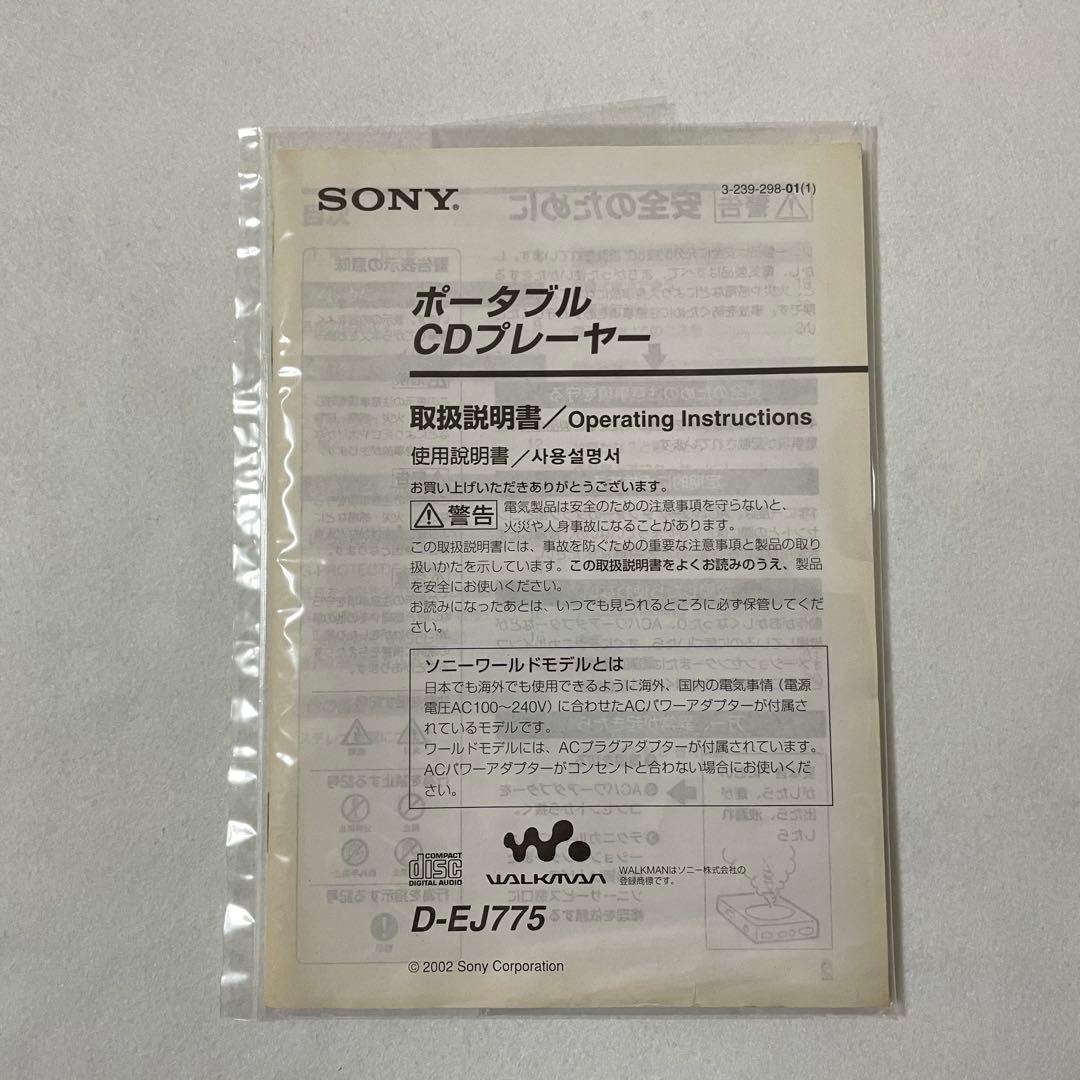 SONY®
3-239-298-01(1)
ポータブル
CDプレーヤー
取扱説明書／Operating Instructions
使用說明書／사용설명서
お買い上げいただきありがとうございます。
警告
電気製品は安全のための注意事項を守らないと、
火災や人身事故になることがあります。
この取扱説明書には、事故を防ぐための重要な注意事項と製品の取り
扱いかたを示しています。この取扱説明書をよくお読みのうえ、製品
を安全にお使いください。
お読みになったあとは、いつでも見られるところに必ず保管してくだ
さい。
ソニーワールドモデルとは
日本でも海外でも使用できるように海外、国内の電気事情（電源
電圧AC100～240V）に合わせたACパワーアダプターが付属さ
れているモデルです。
ワールドモデルには、ACプラグアダプターが付属されています。
ACパワーアダプターがコンセントと合わない場合にお使いくだ
さい。
COMPACT
disc
DIGITAL AUDIO
WALKMAN
WALKMANはソニー株式会社の
登録商標です。
D-EJ775
© 2002 Sony Corporation